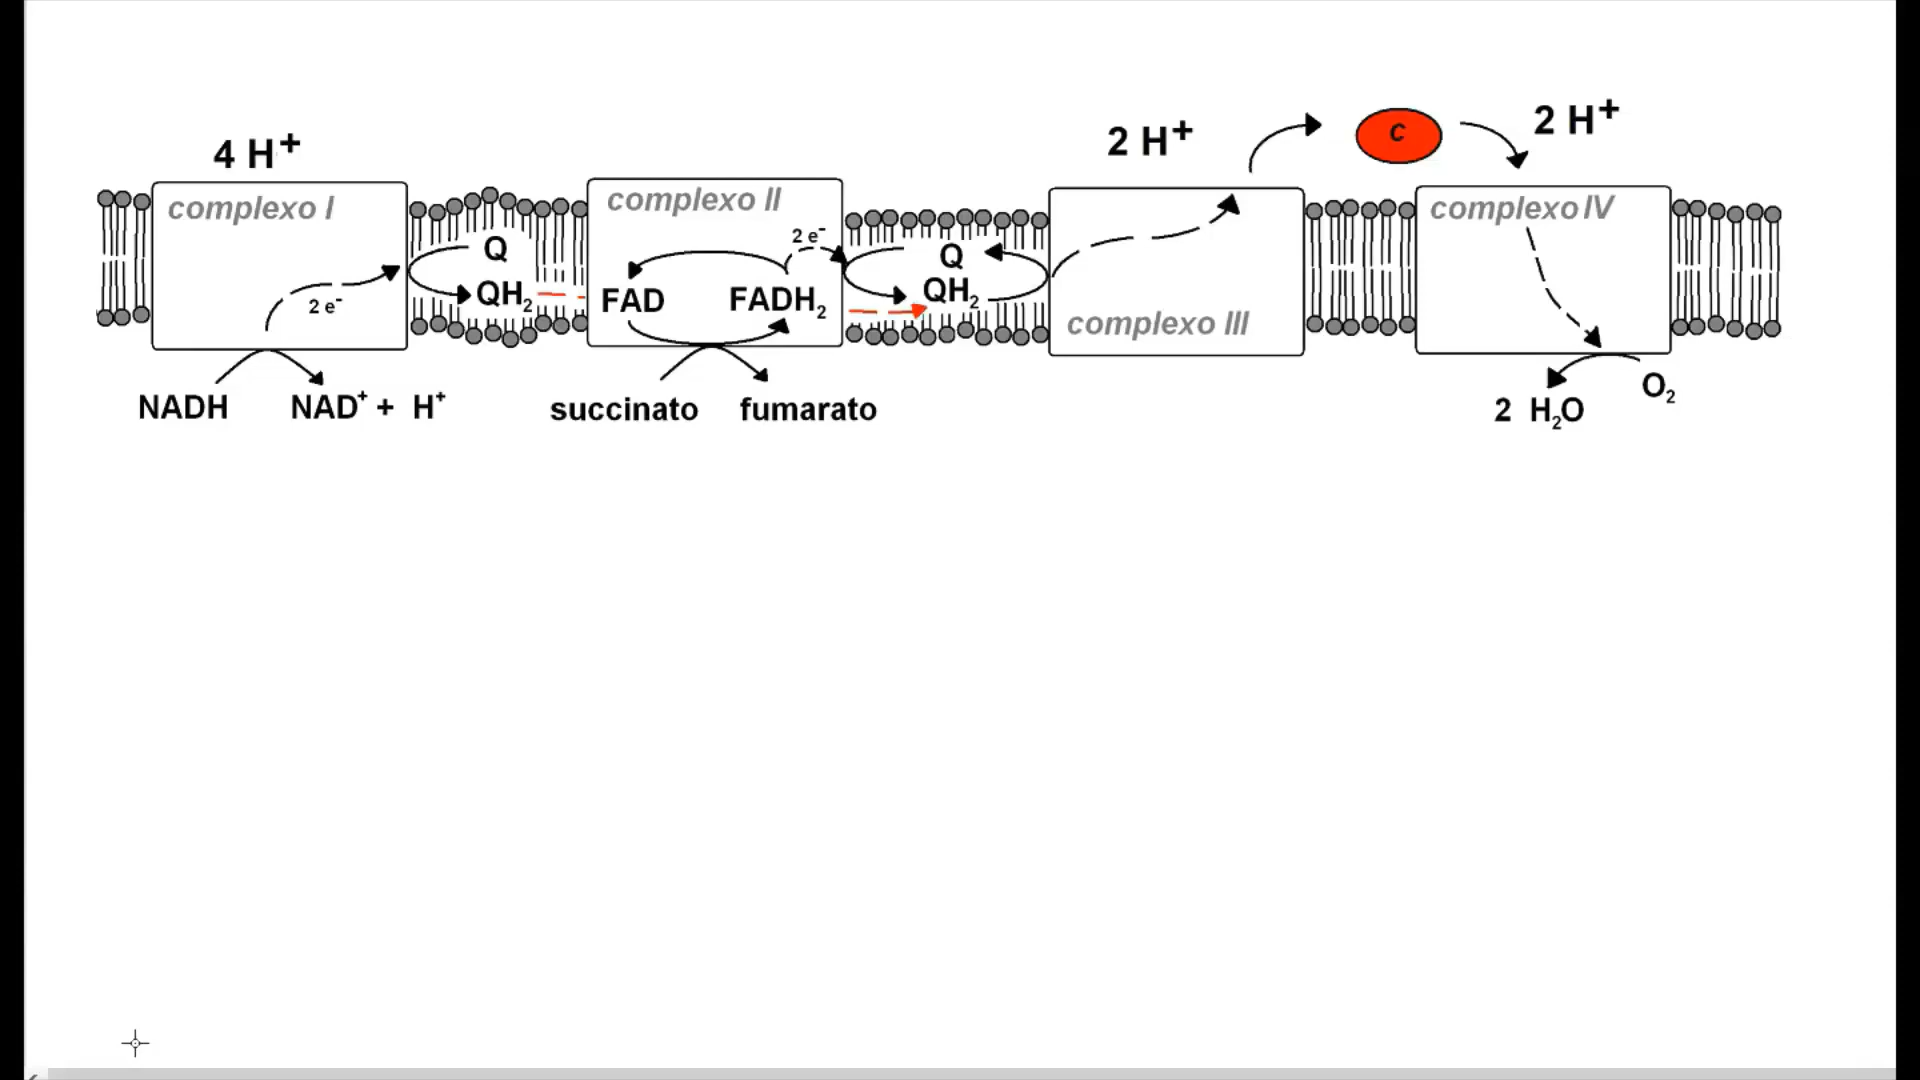 4 H⁺
complexo I
2 e⁻
Q
QH₂
NADH
NAD⁺ + H⁺
complexo II
2 e⁻
FAD
FADH₂
succinato
fumarato
Q
QH₂
2 H⁺
complexo III
c
2 H⁺
complexo IV
O₂
2 H₂O